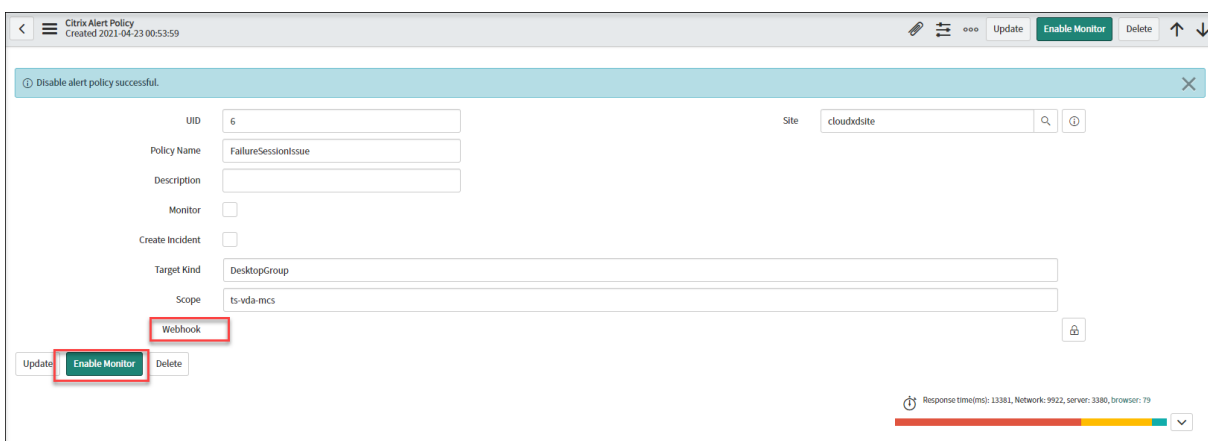 Citrix Alert Policy
Created 2021-04-23 00:53:59
Update
Enable Monitor
Delete
Disable alert policy successful.
UID 6
Site cloudxdsite
Policy Name FailureSessionIssue
Description
Monitor
Create Incident
Target Kind DesktopGroup
Scope ts-vda-mcs
Webhook
Update
Enable Monitor
Delete
Response time(ms): 13381, Network: 9922, server: 3380, browser: 79